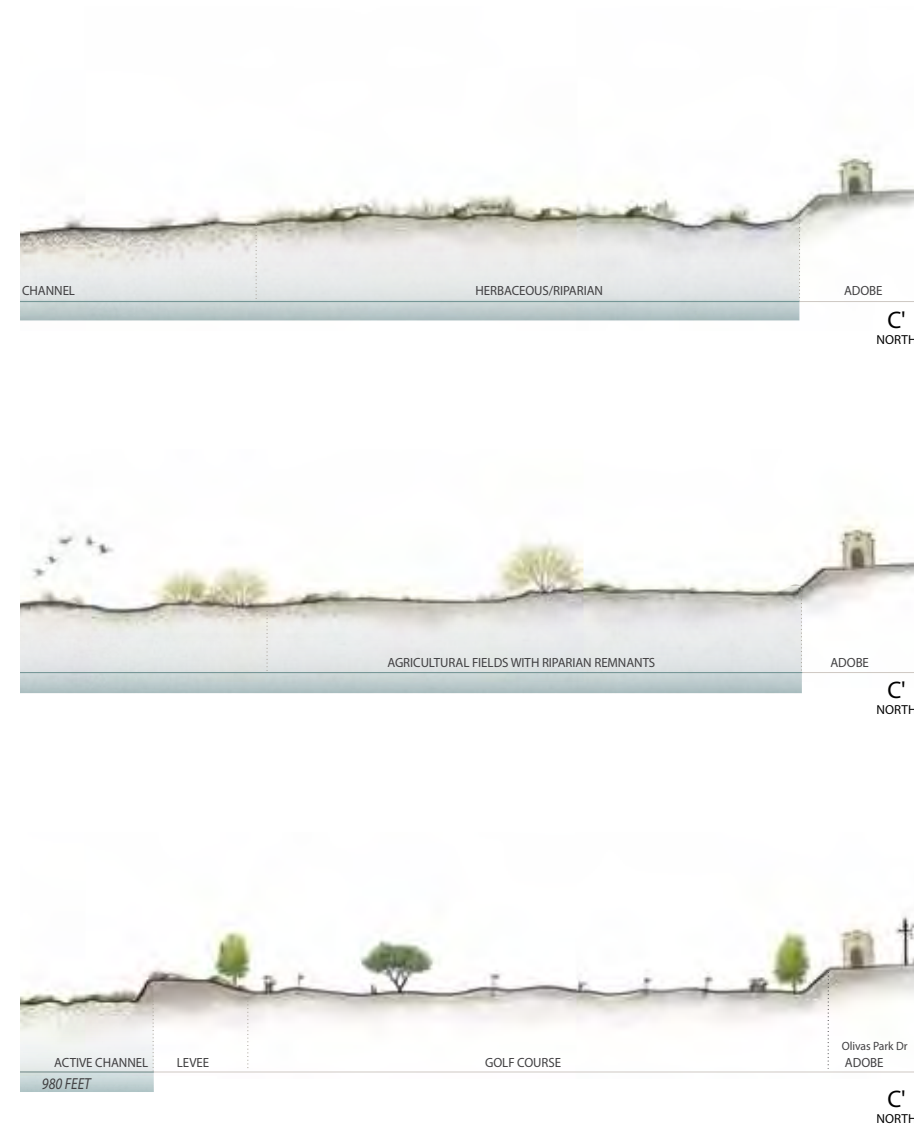 CHANNEL
HERBACEOUS/RIPARIAN
ADOBE
C'
NORTH
AGRICULTURAL FIELDS WITH RIPARIAN REMNANTS
ADOBE
C'
NORTH
Olivas Park Dr
ACTIVE CHANNEL
LEVEE
GOLF COURSE
ADOBE
980 FEET
C'
NORTH